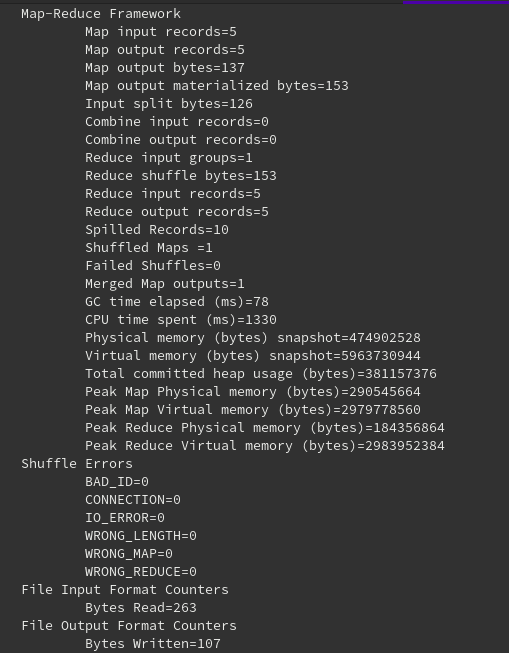 Map-Reduce Framework
Map input records=5
Map output records=5
Map output bytes=137
Map output materialized bytes=153
Input split bytes=126
Combine input records=0
Combine output records=0
Reduce input groups=1
Reduce shuffle bytes=153
Reduce input records=5
Reduce output records=5
Spilled Records=10
Shuffled Maps =1
Failed Shuffles=0
Merged Map outputs=1
GC time elapsed (ms)=78
CPU time spent (ms)=1330
Physical memory (bytes) snapshot=474902528
Virtual memory (bytes) snapshot=5963730944
Total committed heap usage (bytes)=381157376
Peak Map Physical memory (bytes)=290545664
Peak Map Virtual memory (bytes)=2979778560
Peak Reduce Physical memory (bytes)=184356864
Peak Reduce Virtual memory (bytes)=2983952384
Shuffle Errors
BAD_ID=0
CONNECTION=0
IO_ERROR=0
WRONG_LENGTH=0
WRONG_MAP=0
WRONG_REDUCE=0
File Input Format Counters
Bytes Read=263
File Output Format Counters
Bytes Written=107